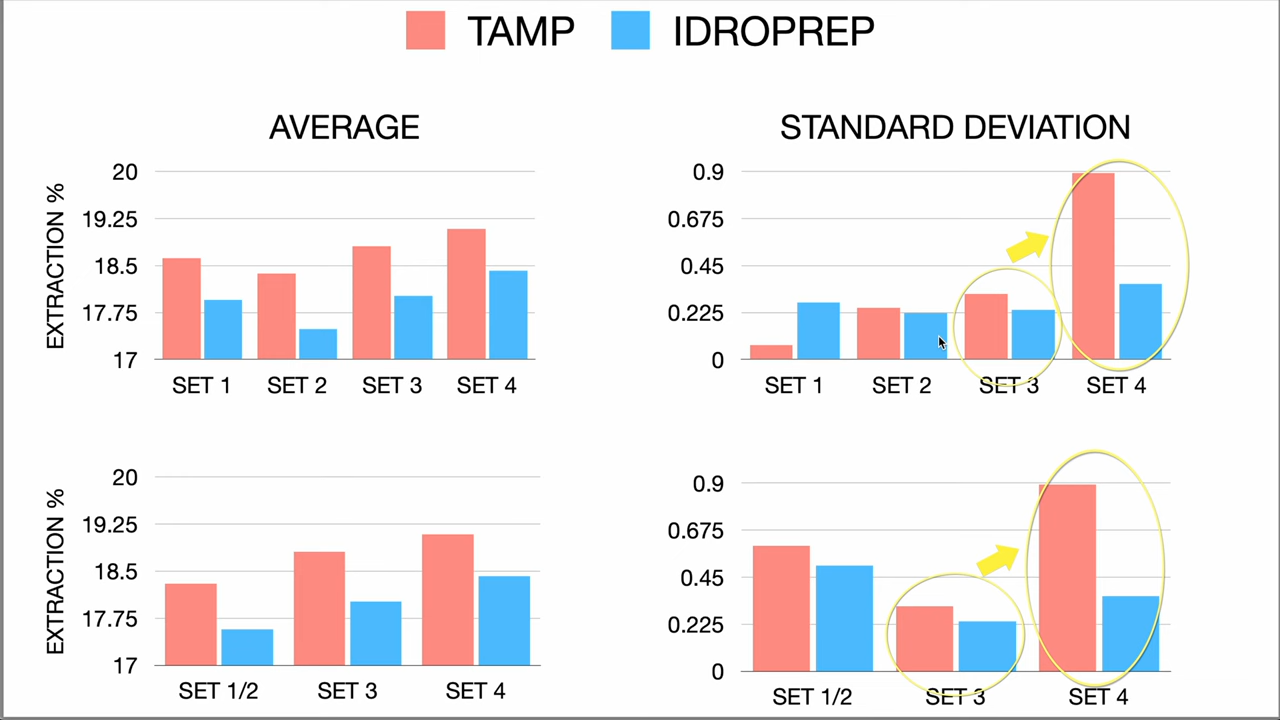 TAMP IDROPREP
AVERAGE
EXTRACTION %
20
19.25
18.5
17.75
17
SET 1 SET 2 SET 3 SET 4
STANDARD DEVIATION
0.9
0.675
0.45
0.225
0
SET 1 SET 2 SET 3 SET 4
EXTRACTION %
20
19.25
18.5
17.75
17
SET 1/2 SET 3 SET 4
0.9
0.675
0.45
0.225
0
SET 1/2 SET 3 SET 4